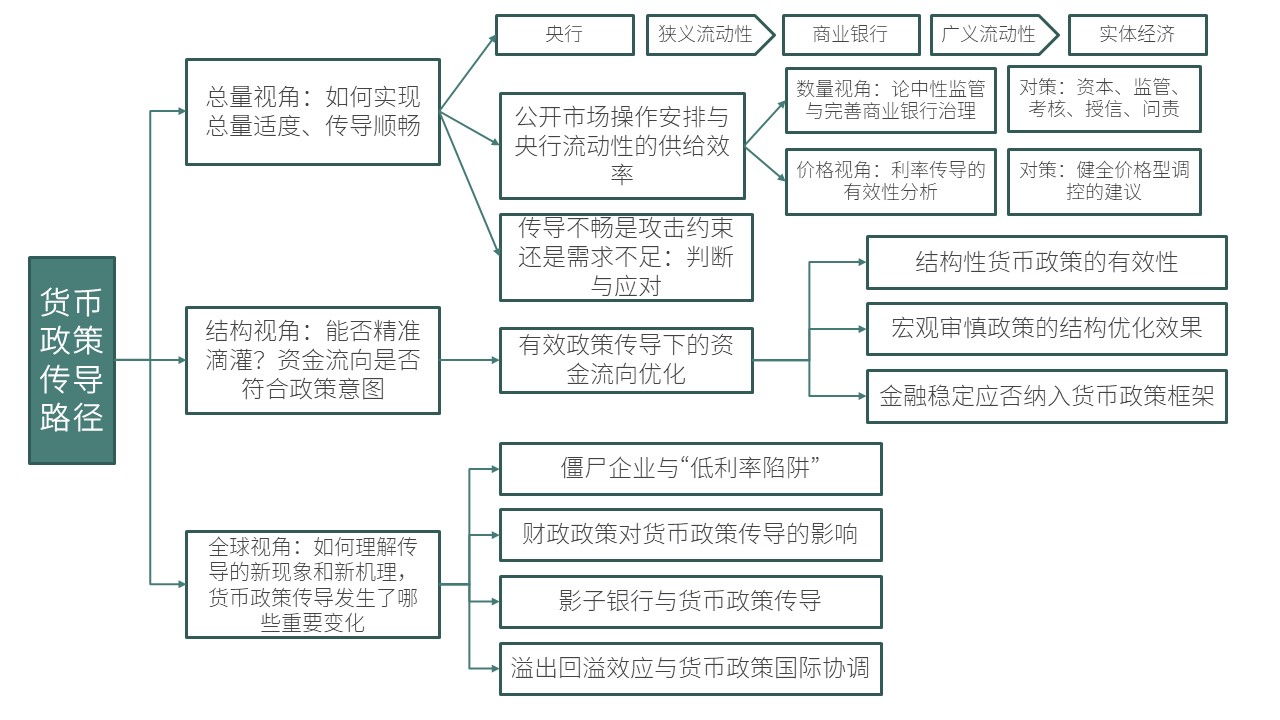 货币
政策
传导
路径
总量视角：如何实现
总量适度、传导顺畅
央行
狭义流动性
商业银行
广义流动性
实体经济
公开市场操作安排与
央行流动性的供给效
率
数量视角：论中性监管
与完善商业银行治理
对策：资本、监管、
考核、授信、问责
价格视角：利率传导的
有效性分析
对策：健全价格型调
控的建议
传导不畅是攻击约束
还是需求不足：判断
与应对
结构视角：能否精准
滴灌？资金流向是否
符合政策意图
有效政策传导下的资
金流向优化
结构性货币政策的有效性
宏观审慎政策的结构优化效果
金融稳定应否纳入货币政策框架
全球视角：如何理解传
导的新现象和新机理，
货币政策传导发生了哪
些重要变化
僵尸企业与“低利率陷阱”
财政政策对货币政策传导的影响
影子银行与货币政策传导
溢出回溢效应与货币政策国际协调